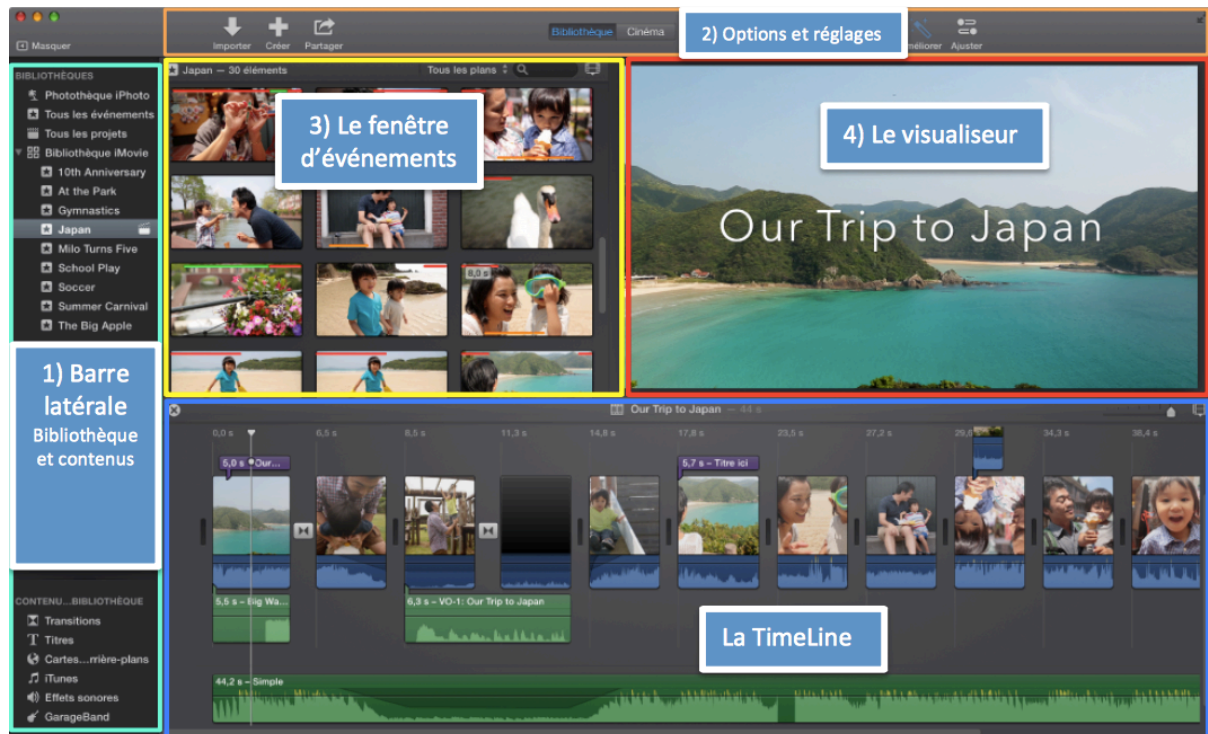 Masquer
Importer Créer Partager
Bibliothèque Cinéma
2) Options et réglages
Améliorer Ajuster
BIBLIOTHÈQUES
Photothèque iPhoto
Tous les événements
Tous les projets
Bibliothèque iMovie
10th Anniversary
At the Park
Gymnastics
Japan
Milo Turns Five
School Play
Soccer
Summer Carnival
The Big Apple
1) Barre
latérale
Bibliothèque
et contenus
CONTENU...BIBLIOTHÈQUE
Transitions
Titres
Cartes...rrière-plans
iTunes
Effets sonores
GarageBand
Japan — 30 éléments Tous les plans
3) Le fenêtre
d'événements
8,0 s
4) Le visualiseur
Our Trip to Japan
Our Trip to Japan — 44 s
0,0 s 6,5 s 8,5 s 11,3 s 14,8 s 17,8 s 23,5 s 27,2 s 29,6 34,3 s 38,4 s
5,0 s Our... 5,7 s – Titre ici
5,5 s – Big Wa... 6,3 s – VO-1: Our Trip to Japan
La TimeLine
44,2 s – Simple